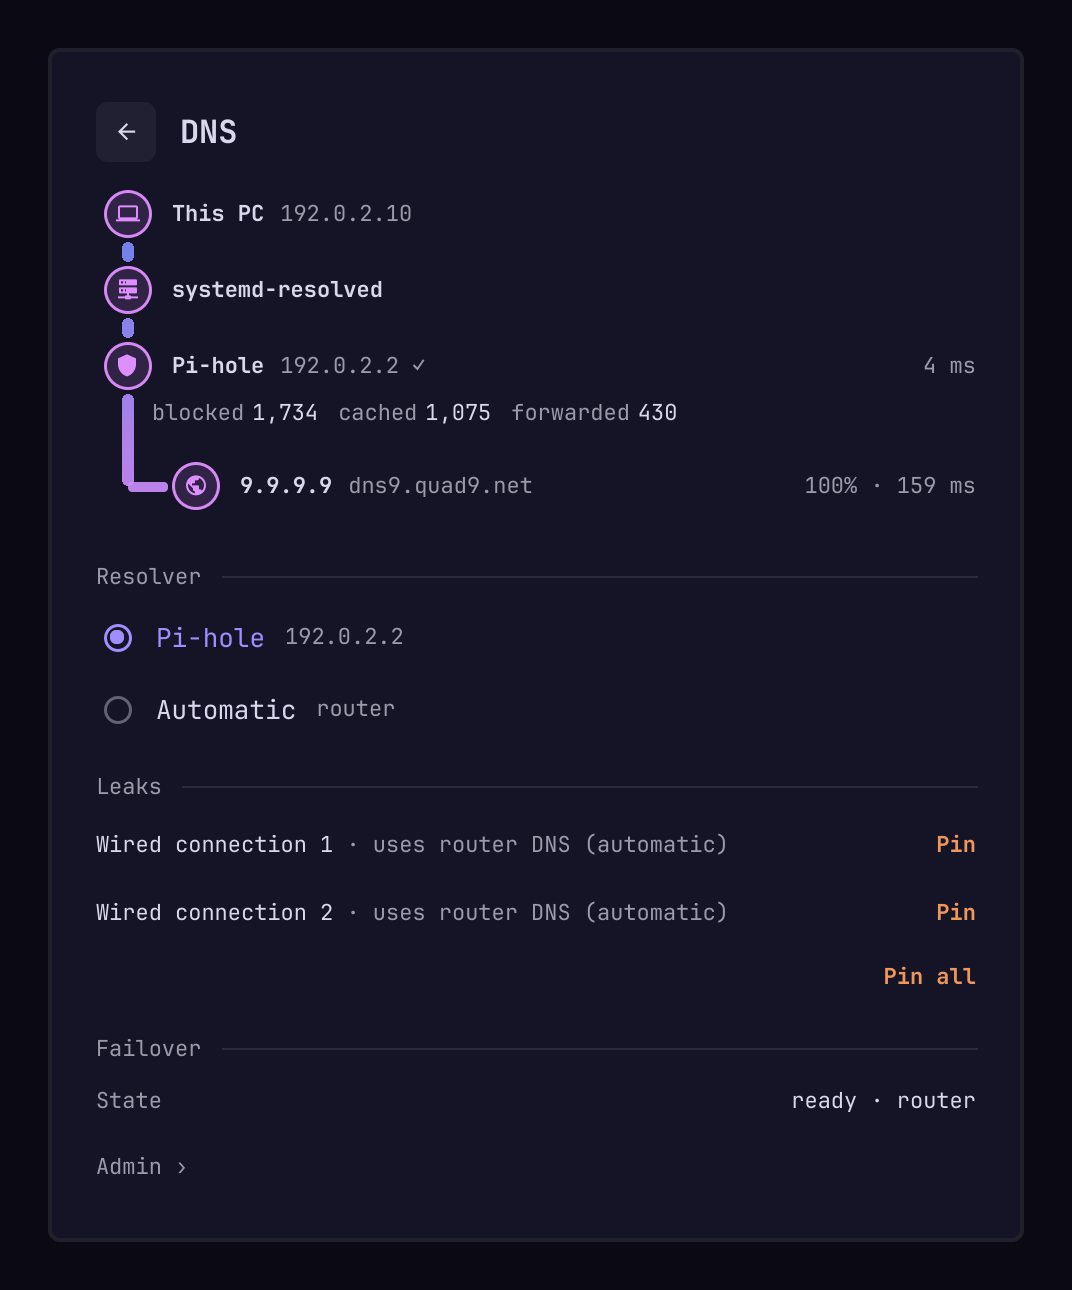 DNS
This PC 192.0.2.10
systemd-resolved
Pi-hole 192.0.2.2 ✓ 4 ms
blocked 1,734 cached 1,075 forwarded 430
9.9.9.9 dns9.quad9.net 100% · 159 ms
Resolver
Pi-hole 192.0.2.2
Automatic router
Leaks
Wired connection 1 · uses router DNS (automatic) Pin
Wired connection 2 · uses router DNS (automatic) Pin
Pin all
Failover
State ready · router
Admin ›